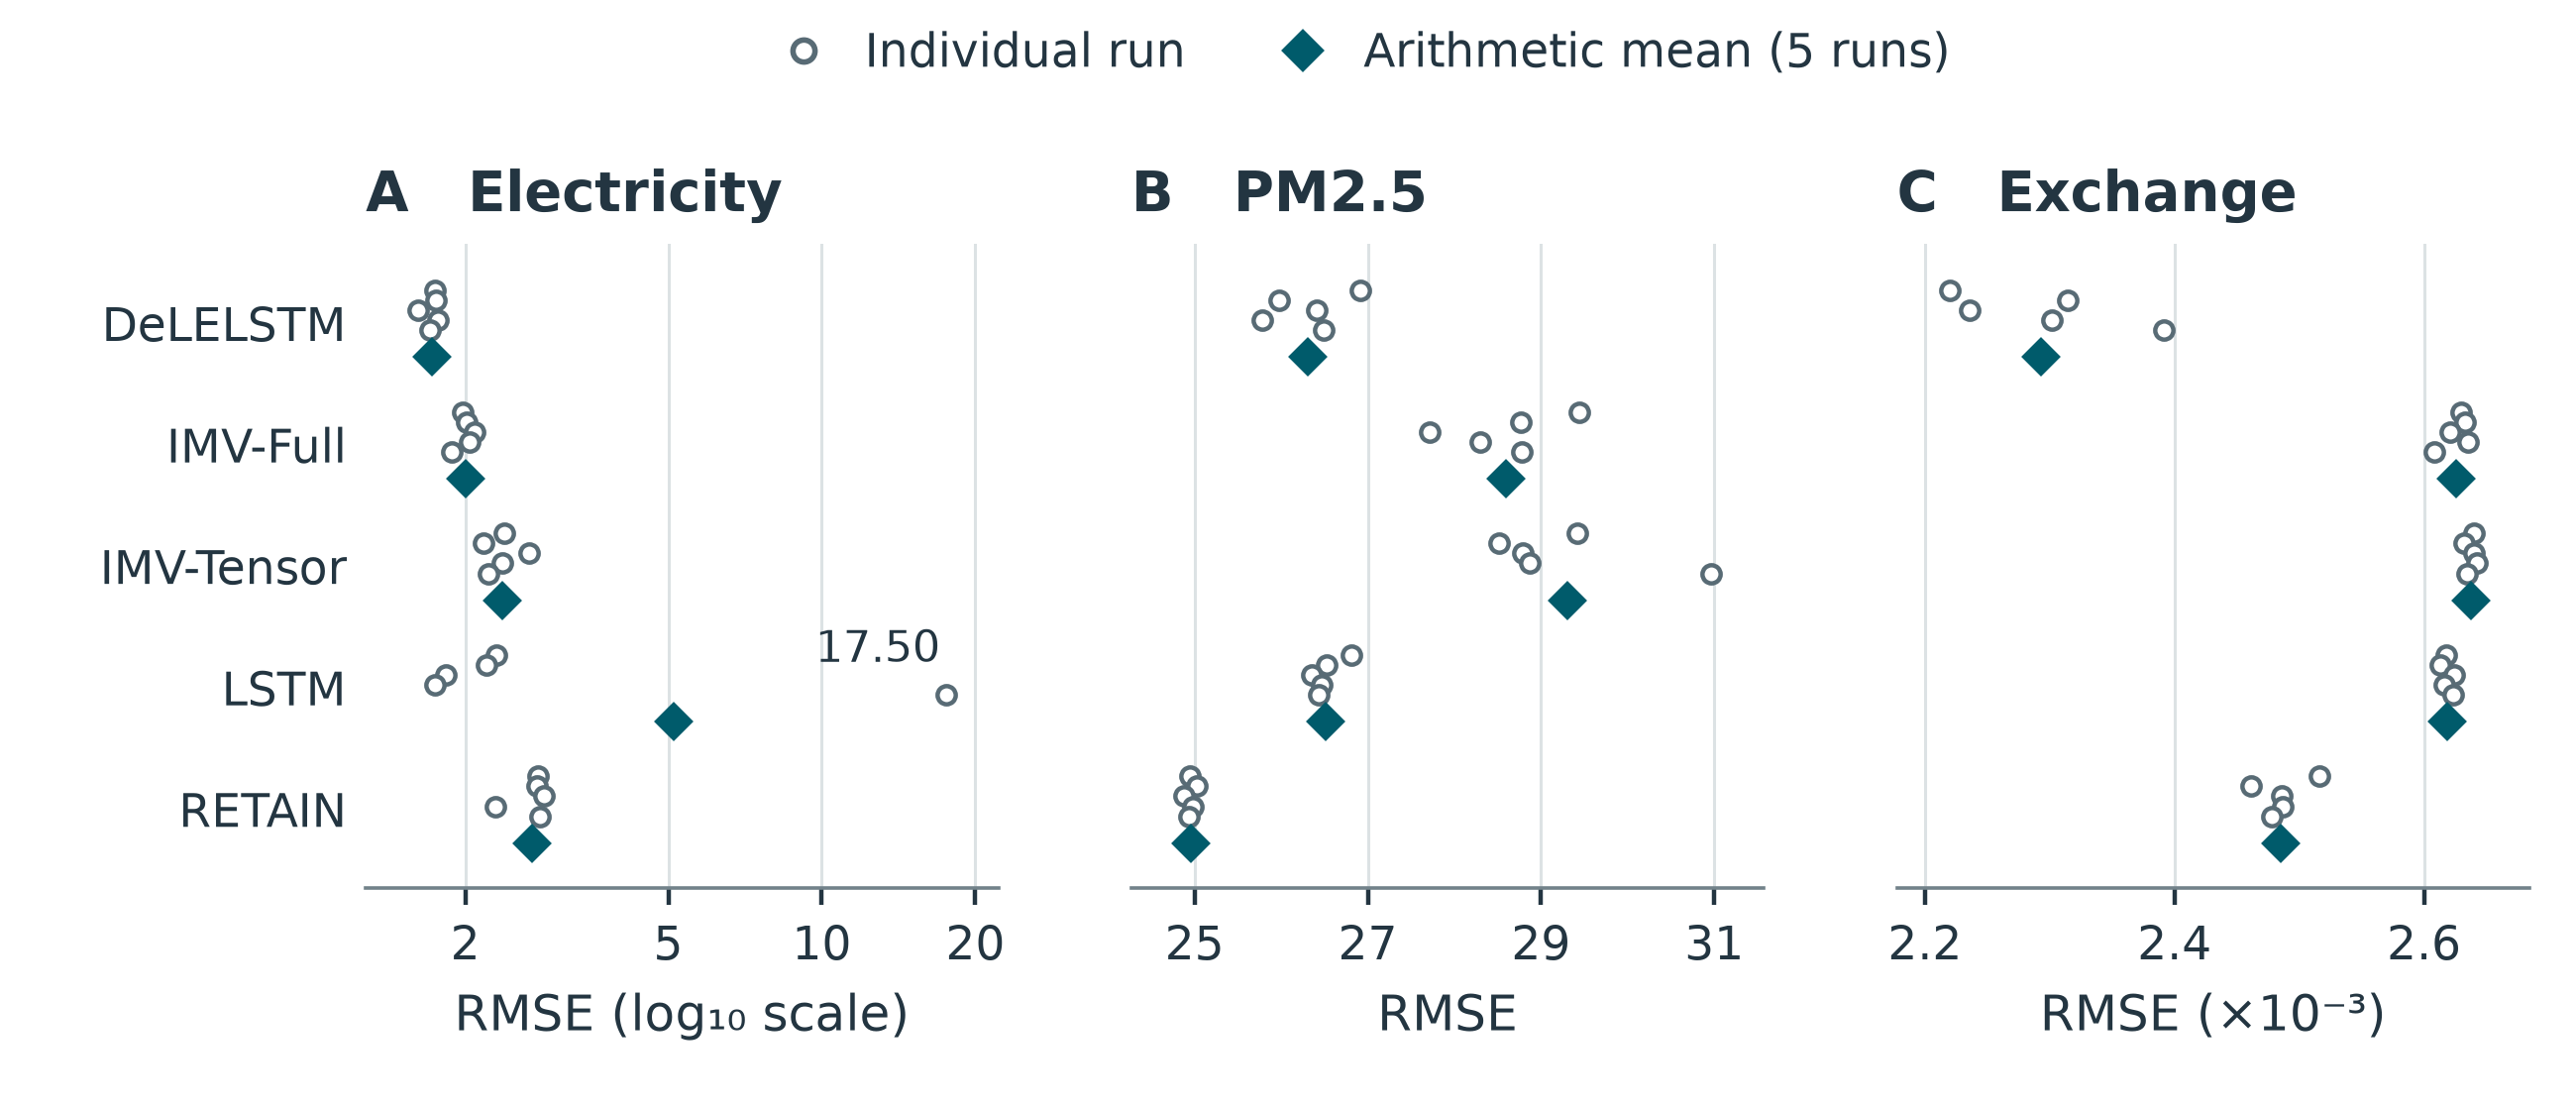 Individual run
Arithmetic mean (5 runs)
A Electricity
B PM2.5
C Exchange
DeLELSTM
IMV-Full
IMV-Tensor
LSTM
RETAIN
17.50
2 5 10 20
25 27 29 31
2.2 2.4 2.6
RMSE (log₁₀ scale)
RMSE
RMSE (×10⁻³)